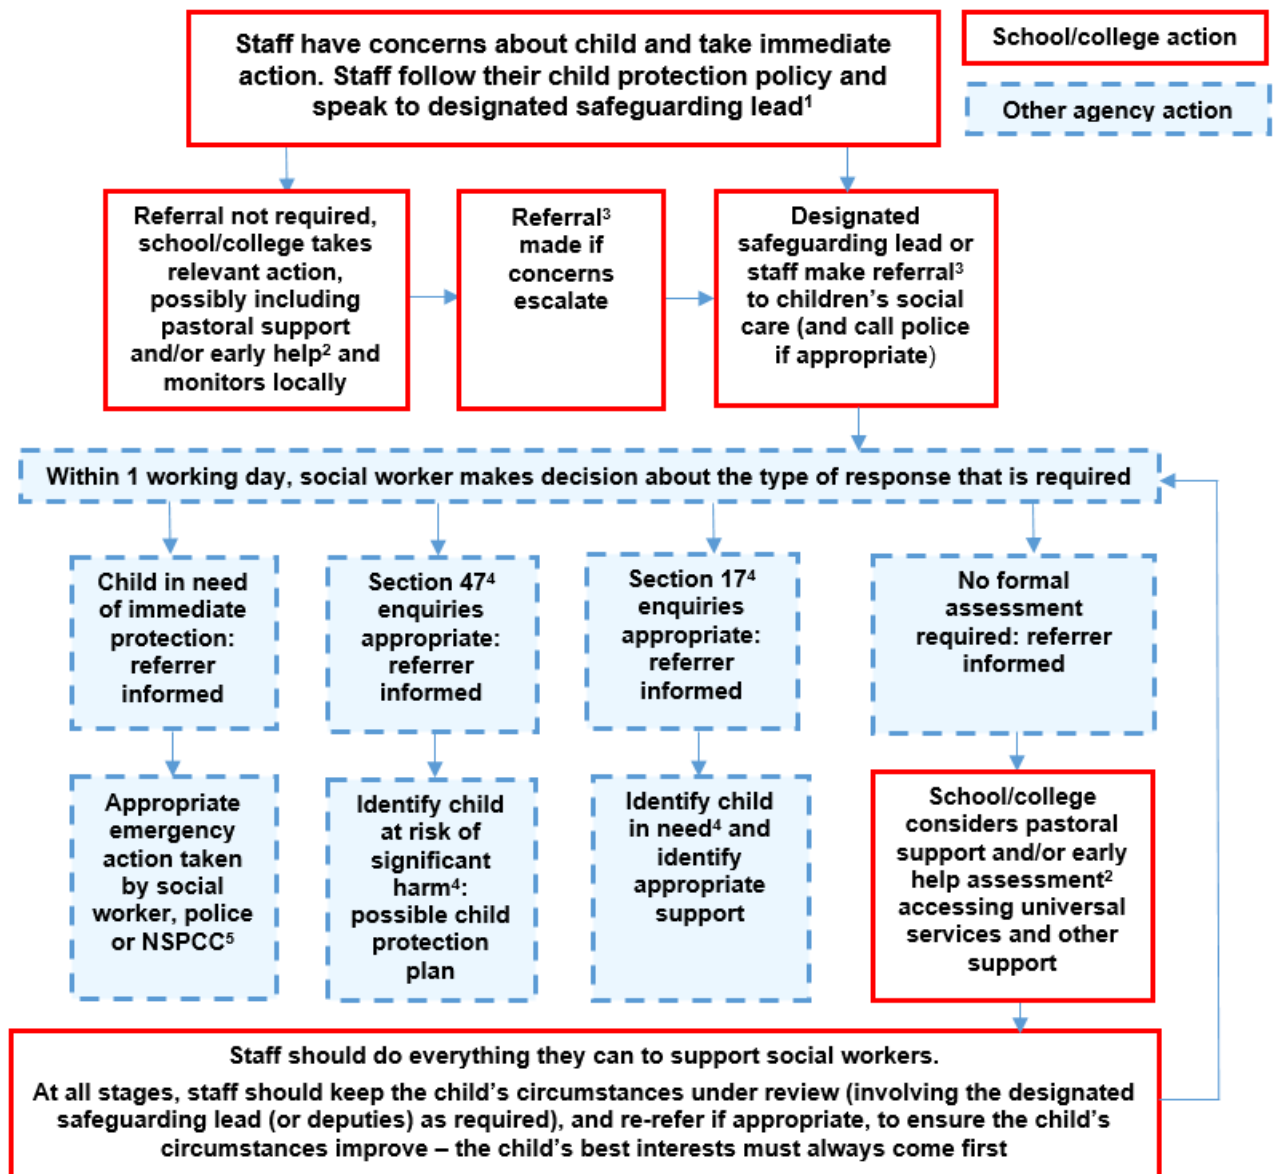 Staff have concerns about child and take immediate
action. Staff follow their child protection policy and
speak to designated safeguarding lead¹
School/college action
Other agency action
Referral not required,
school/college takes
relevant action,
possibly including
pastoral support
and/or early help² and
monitors locally
Referral³
made if
concerns
escalate
Designated
safeguarding lead or
staff make referral³
to children’s social
care (and call police
if appropriate)
Within 1 working day, social worker makes decision about the type of response that is required
Child in need
of immediate
protection:
referrer
informed
Section 47⁴
enquiries
appropriate:
referrer
informed
Section 17⁴
enquiries
appropriate:
referrer
informed
No formal
assessment
required: referrer
informed
Appropriate
emergency
action taken
by social
worker, police
or NSPCC⁵
Identify child
at risk of
significant
harm⁴:
possible child
protection
plan
Identify child
in need⁴ and
identify
appropriate
support
School/college
considers pastoral
support and/or early
help assessment²
accessing universal
services and other
support
Staff should do everything they can to support social workers.
At all stages, staff should keep the child’s circumstances under review (involving the designated
safeguarding lead (or deputies) as required), and re-refer if appropriate, to ensure the child’s
circumstances improve – the child’s best interests must always come first